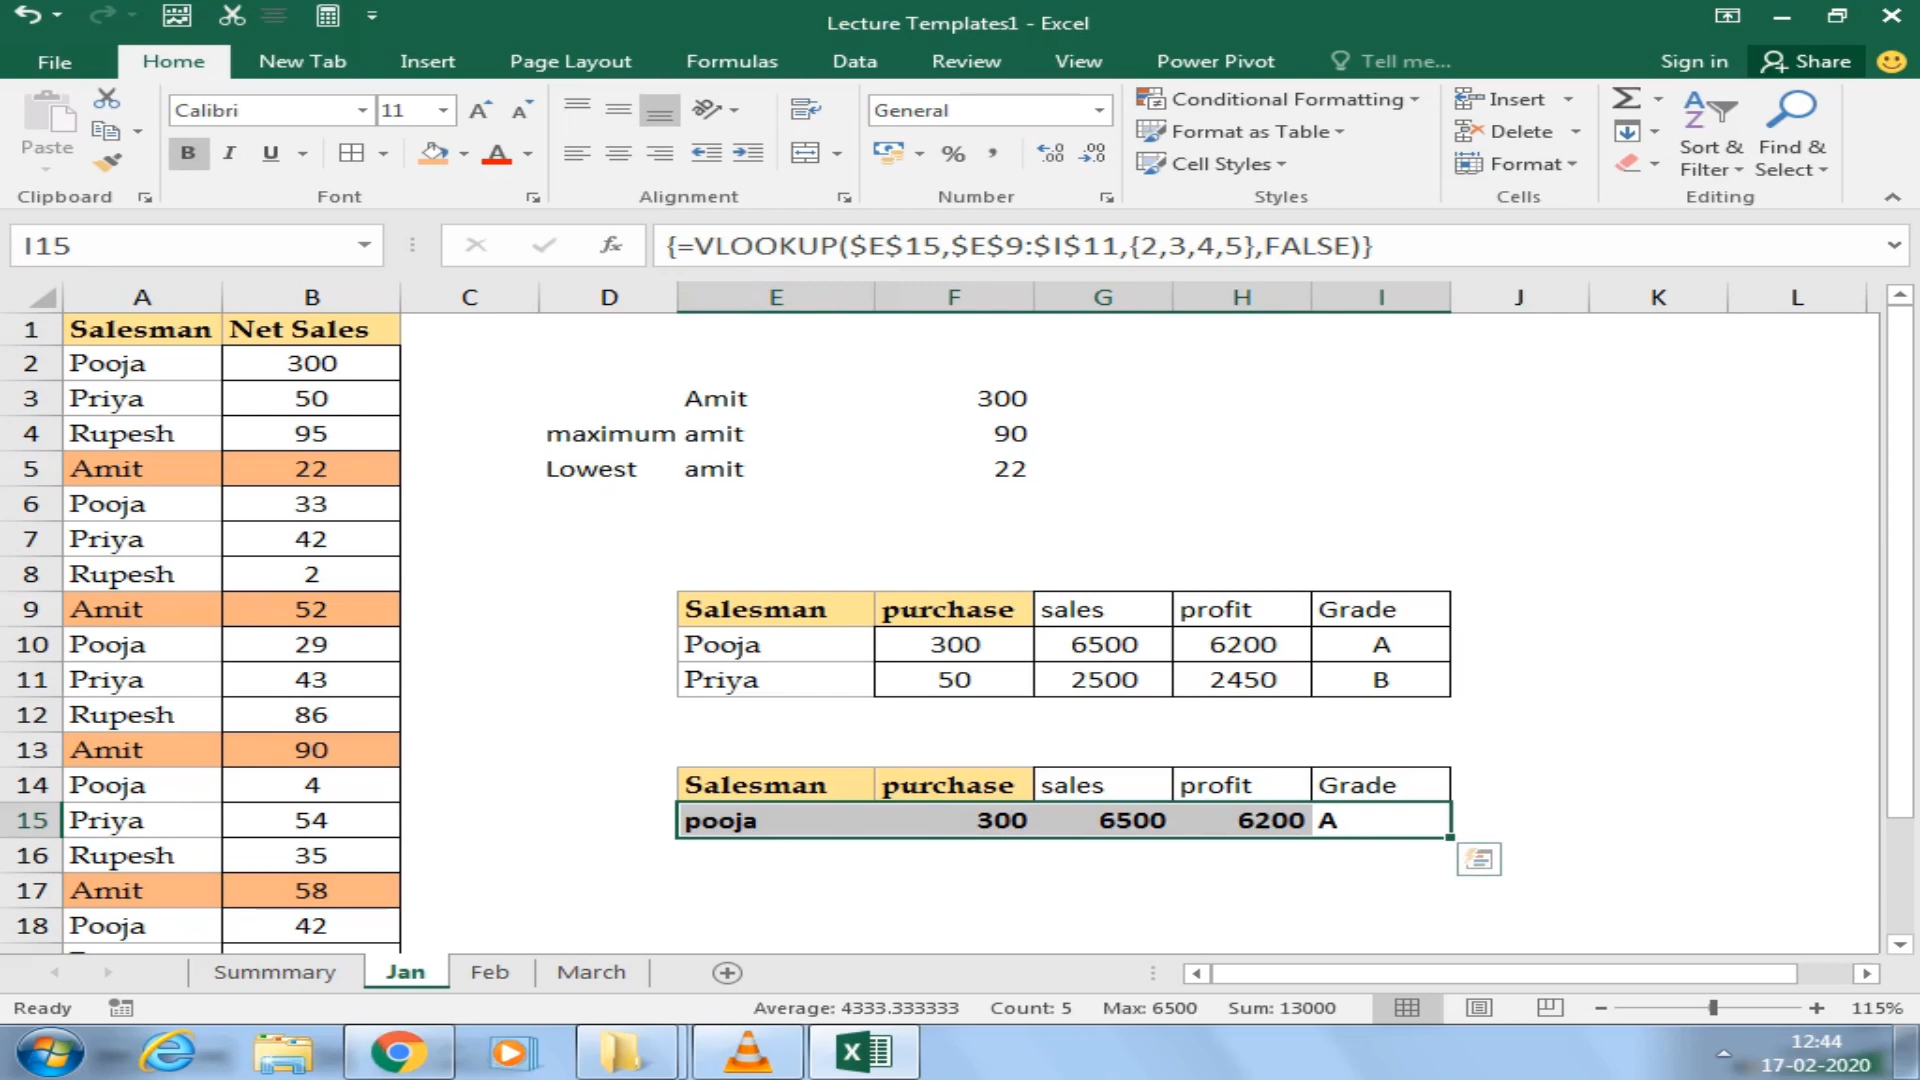 Lecture Templates1 - Excel
File Home New Tab Insert Page Layout Formulas Data Review View Power Pivot Tell me... Sign in Share
Paste Calibri 11 General Conditional Formatting Insert
B I U % Format as Table Delete Sort & Find &
Cell Styles Format Filter Select
Clipboard Font Alignment Number Styles Cells Editing
I15 fx {=VLOOKUP($E$15,$E$9:$I$11,{2,3,4,5},FALSE)}
A B C D E F G H I J K L
1 Salesman Net Sales
2 Pooja 300
3 Priya 50 Amit 300
4 Rupesh 95 maximum amit 90
5 Amit 22 Lowest amit 22
6 Pooja 33
7 Priya 42
8 Rupesh 2
9 Amit 52 Salesman purchase sales profit Grade
10 Pooja 29 Pooja 300 6500 6200 A
11 Priya 43 Priya 50 2500 2450 B
12 Rupesh 86
13 Amit 90
14 Pooja 4 Salesman purchase sales profit Grade
15 Priya 54 pooja 300 6500 6200 A
16 Rupesh 35
17 Amit 58
18 Pooja 42
Summmary Jan Feb March
Ready Average: 4333.333333 Count: 5 Max: 6500 Sum: 13000 115%
12:44
17-02-2020